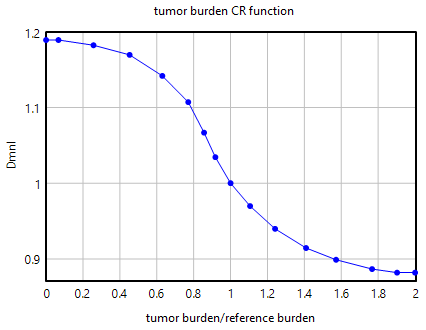 tumor burden CR function
1.2
1.1
1
0.9
Dmnl
0 0.2 0.4 0.6 0.8 1 1.2 1.4 1.6 1.8 2
tumor burden/reference burden